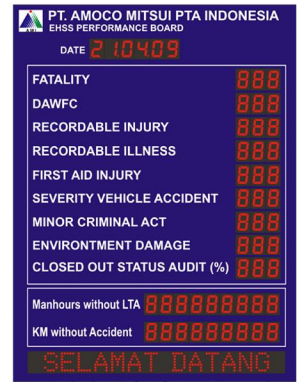 PT. AMOCO MITSUI PTA INDONESIA
EHSS PERFORMANCE BOARD
AMI
DATE 21.04.09
FATALITY 888
DAWFC 888
RECORDABLE INJURY 888
RECORDABLE ILLNESS 888
FIRST AID INJURY 888
SEVERITY VEHICLE ACCIDENT 888
MINOR CRIMINAL ACT 888
ENVIRONTMENT DAMAGE 888
CLOSED OUT STATUS AUDIT (%) 888
Manhours without LTA 888888888
KM without Accident 888888888
SELAMAT DATANG